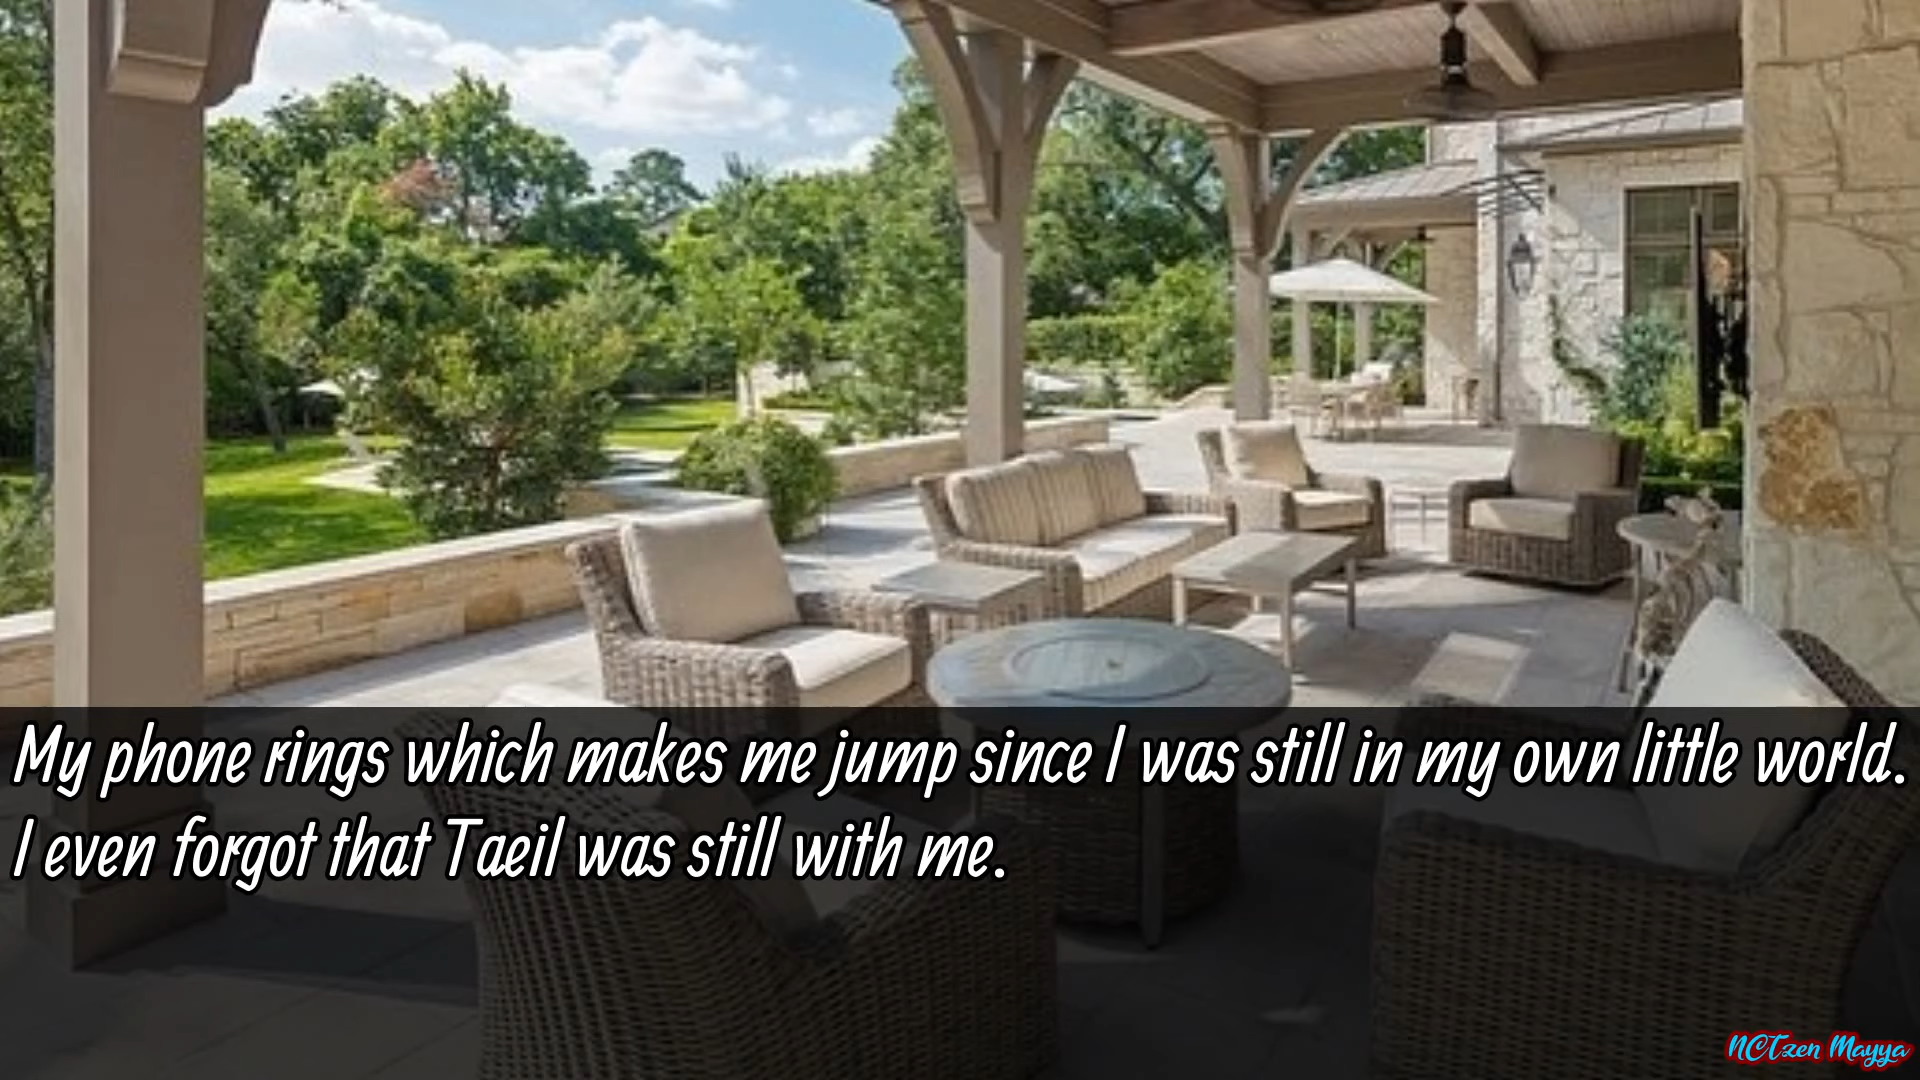 My phone rings which makes me jump since I was still in my own little world.
I even forgot that Taeil was still with me.
NCTzen Mayya